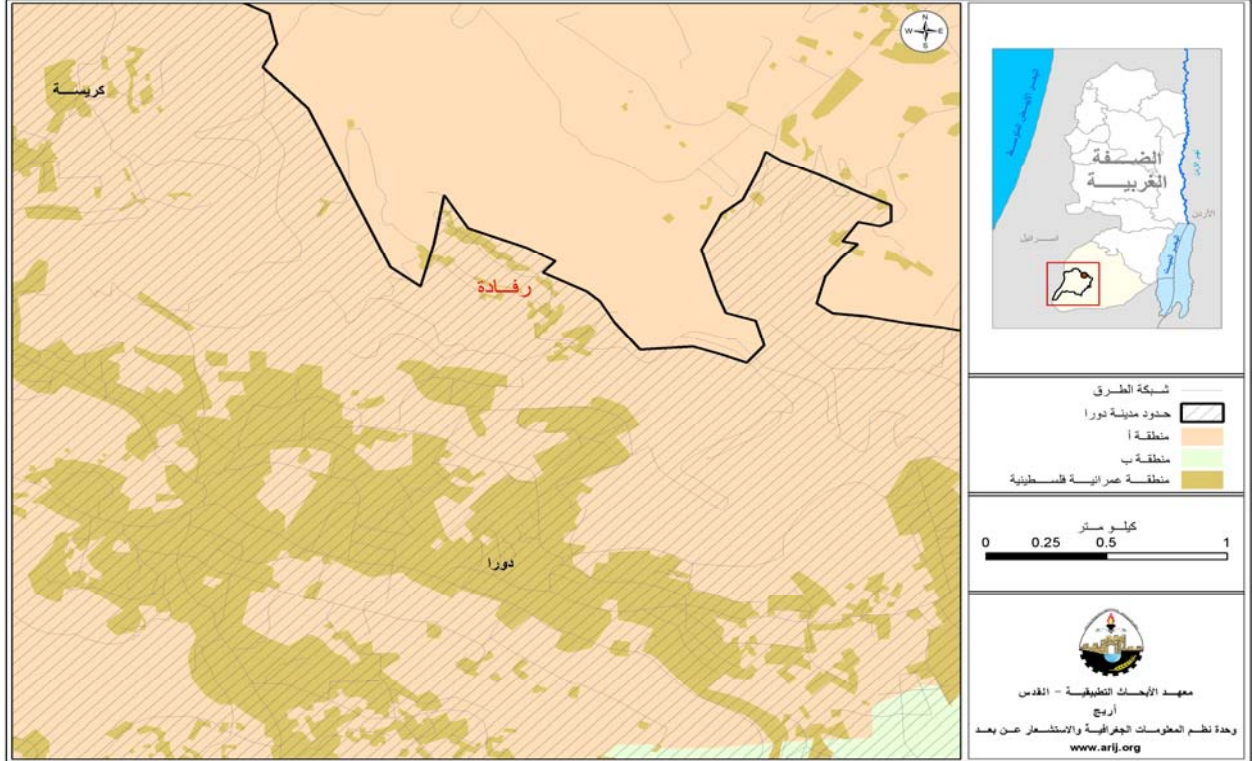 كريسة
رفادة
دورا
N
W E
S
البحر الأبيض المتوسط
الضفة
الغربية
نهر الأردن
الأردن
اسرائيل
البحر الميت
شبكة الطرق
حدود مدينة دورا
منطقة أ
منطقة ب
منطقة عمرانية فلسطينية
كيلو متر
0 0.25 0.5 1
معهد الأبحاث التطبيقية - القدس
أريج
وحدة نظم المعلومات الجغرافية والاستشعار عن بعد
www.arij.org